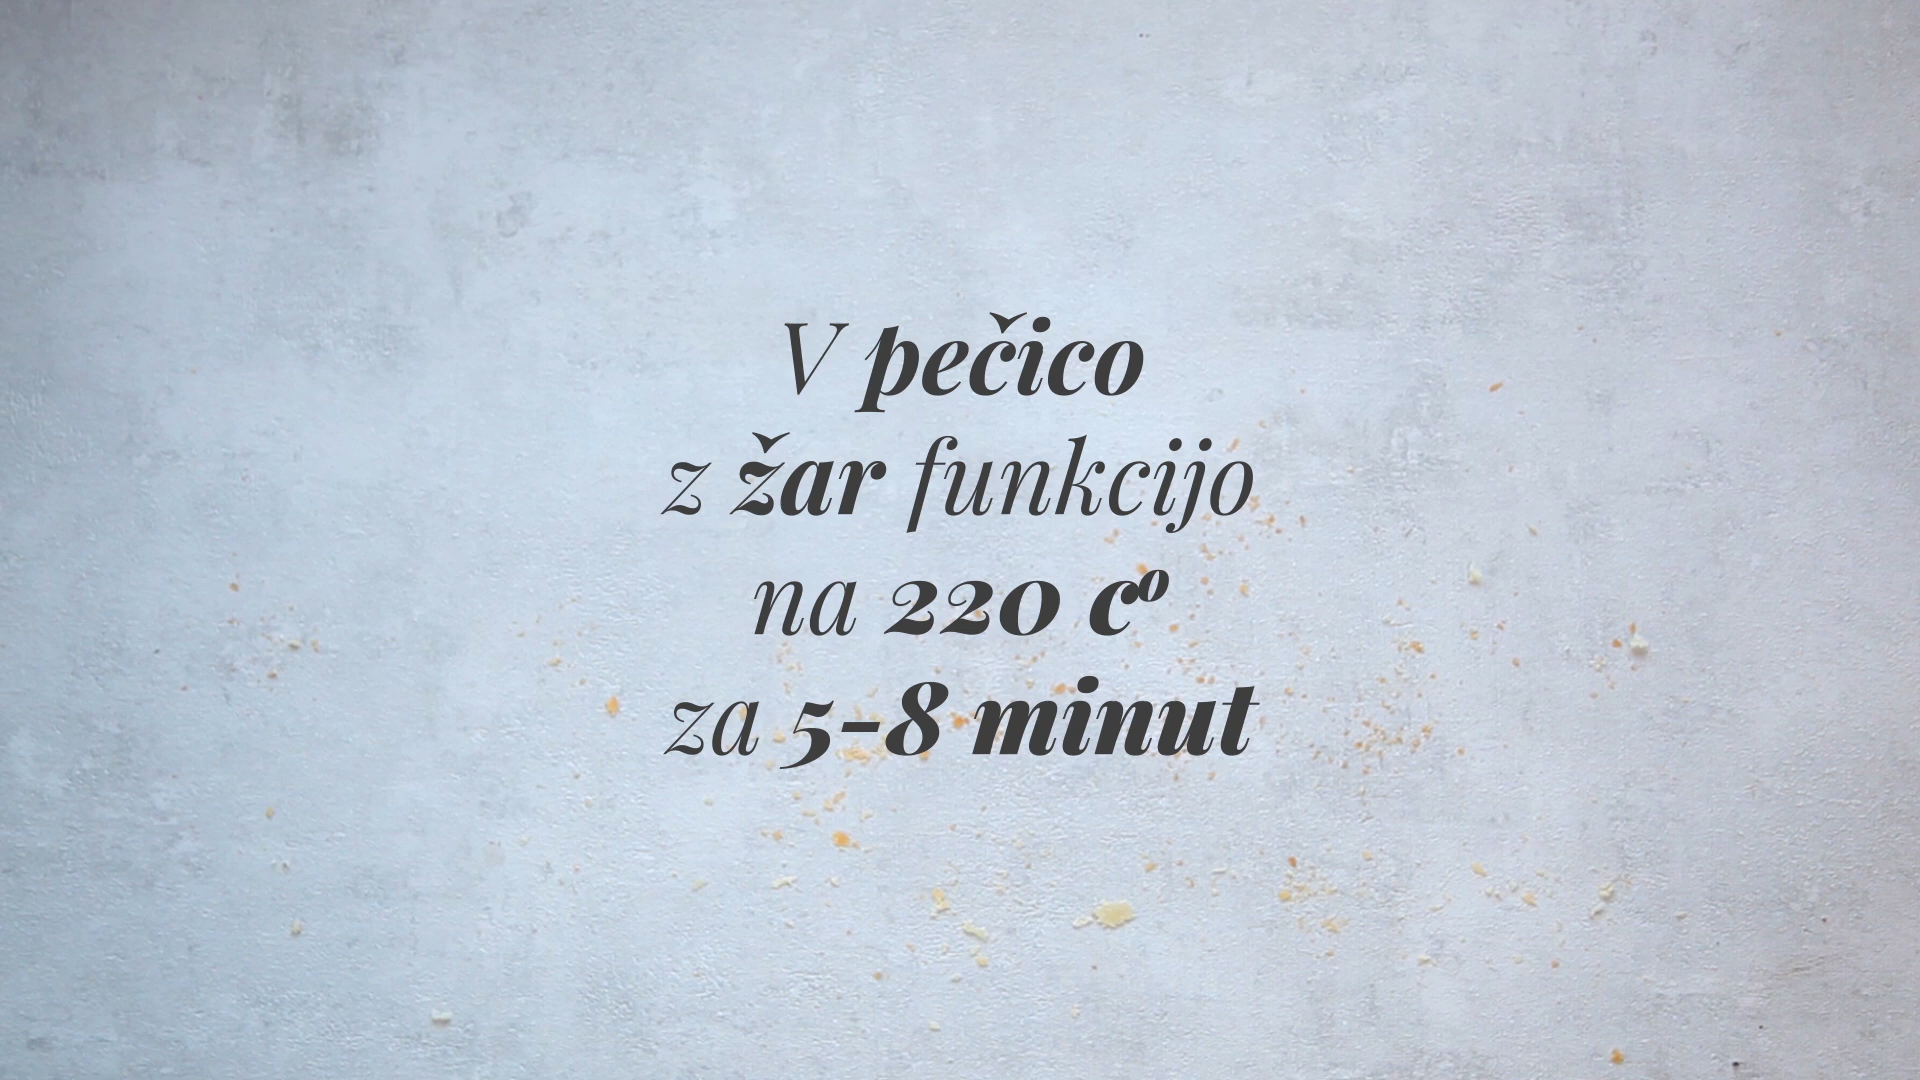 V pečico
z žar funkcijo
na 220 cº
za 5-8 minut